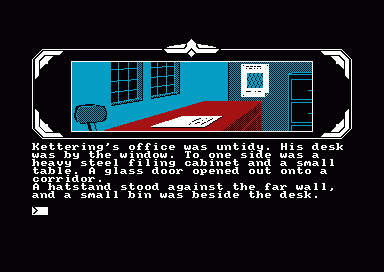 Kettering's office was untidy. His desk
was by the window. To one side was a
heavy steel filing cabinet and a small
table. A glass door opened out onto a
corridor.
A hatstand stood against the far wall,
and a small bin was beside the desk.
>